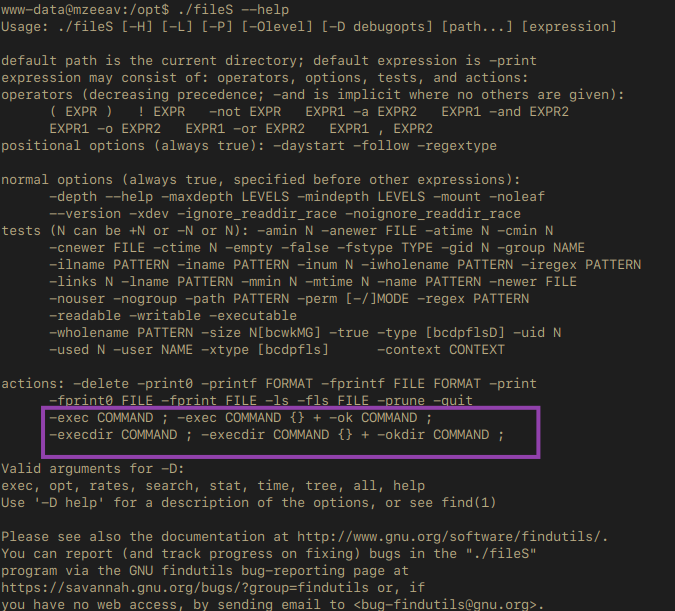 www-data@mzeeav:/opt$ ./fileS --help
Usage: ./fileS [-H] [-L] [-P] [-Olevel] [-D debugopts] [path...] [expression]
default path is the current directory; default expression is -print
expression may consist of: operators, options, tests, and actions:
operators (decreasing precedence; -and is implicit where no others are given):
      ( EXPR )   ! EXPR   -not EXPR   EXPR1 -a EXPR2   EXPR1 -and EXPR2
      EXPR1 -o EXPR2   EXPR1 -or EXPR2   EXPR1 , EXPR2
positional options (always true): -daystart -follow -regextype
normal options (always true, specified before other expressions):
      -depth --help -maxdepth LEVELS -mindepth LEVELS -mount -noleaf
      --version -xdev -ignore_readdir_race -noignore_readdir_race
tests (N can be +N or -N or N): -amin N -anewer FILE -atime N -cmin N
      -cnewer FILE -ctime N -empty -false -fstype TYPE -gid N -group NAME
      -ilname PATTERN -iname PATTERN -inum N -iwholename PATTERN -iregex PATTERN
      -links N -lname PATTERN -mmin N -mtime N -name PATTERN -newer FILE
      -nouser -nogroup -path PATTERN -perm [-/]MODE -regex PATTERN
      -readable -writable -executable
      -wholename PATTERN -size N[bcwkMG] -true -type [bcdpflsD] -uid N
      -used N -user NAME -xtype [bcdpfls]      -context CONTEXT
actions: -delete -print0 -printf FORMAT -fprintf FILE FORMAT -print
      -fprint0 FILE -fprint FILE -ls -fls FILE -prune -quit
      -exec COMMAND ; -exec COMMAND {} + -ok COMMAND ;
      -execdir COMMAND ; -execdir COMMAND {} + -okdir COMMAND ;
Valid arguments for -D:
exec, opt, rates, search, stat, time, tree, all, help
Use '-D help' for a description of the options, or see find(1)
Please see also the documentation at http://www.gnu.org/software/findutils/.
You can report (and track progress on fixing) bugs in the "./fileS"
program via the GNU findutils bug-reporting page at
https://savannah.gnu.org/bugs/?group=findutils or, if
you have no web access, by sending email to <bug-findutils@gnu.org>.